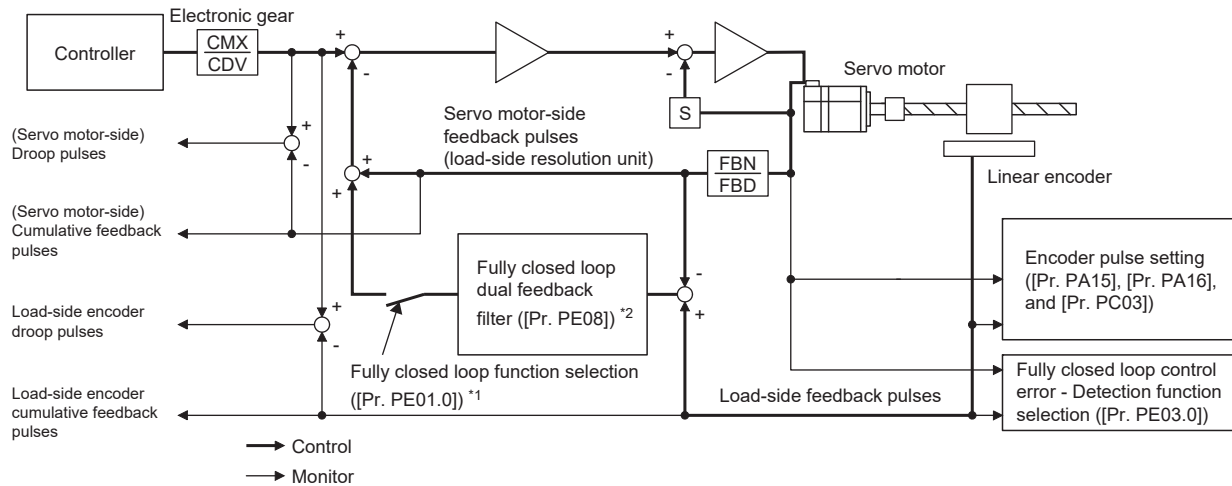 Electronic gear
Controller
CMX
CDV
+
-
+
-
Servo motor
S
Servo motor-side
feedback pulses
(load-side resolution unit)
(Servo motor-side)
Droop pulses
+
-
+
+
FBN
FBD
Linear encoder
(Servo motor-side)
Cumulative feedback
pulses
Fully closed loop
dual feedback
filter ([Pr. PE08]) *2
-
+
Encoder pulse setting
([Pr. PA15], [Pr. PA16],
and [Pr. PC03])
Load-side encoder
droop pulses
+
-
Fully closed loop function selection
([Pr. PE01.0]) *1
Load-side feedback pulses
Fully closed loop control
error - Detection function
selection ([Pr. PE03.0])
Load-side encoder
cumulative feedback
pulses
Control
Monitor